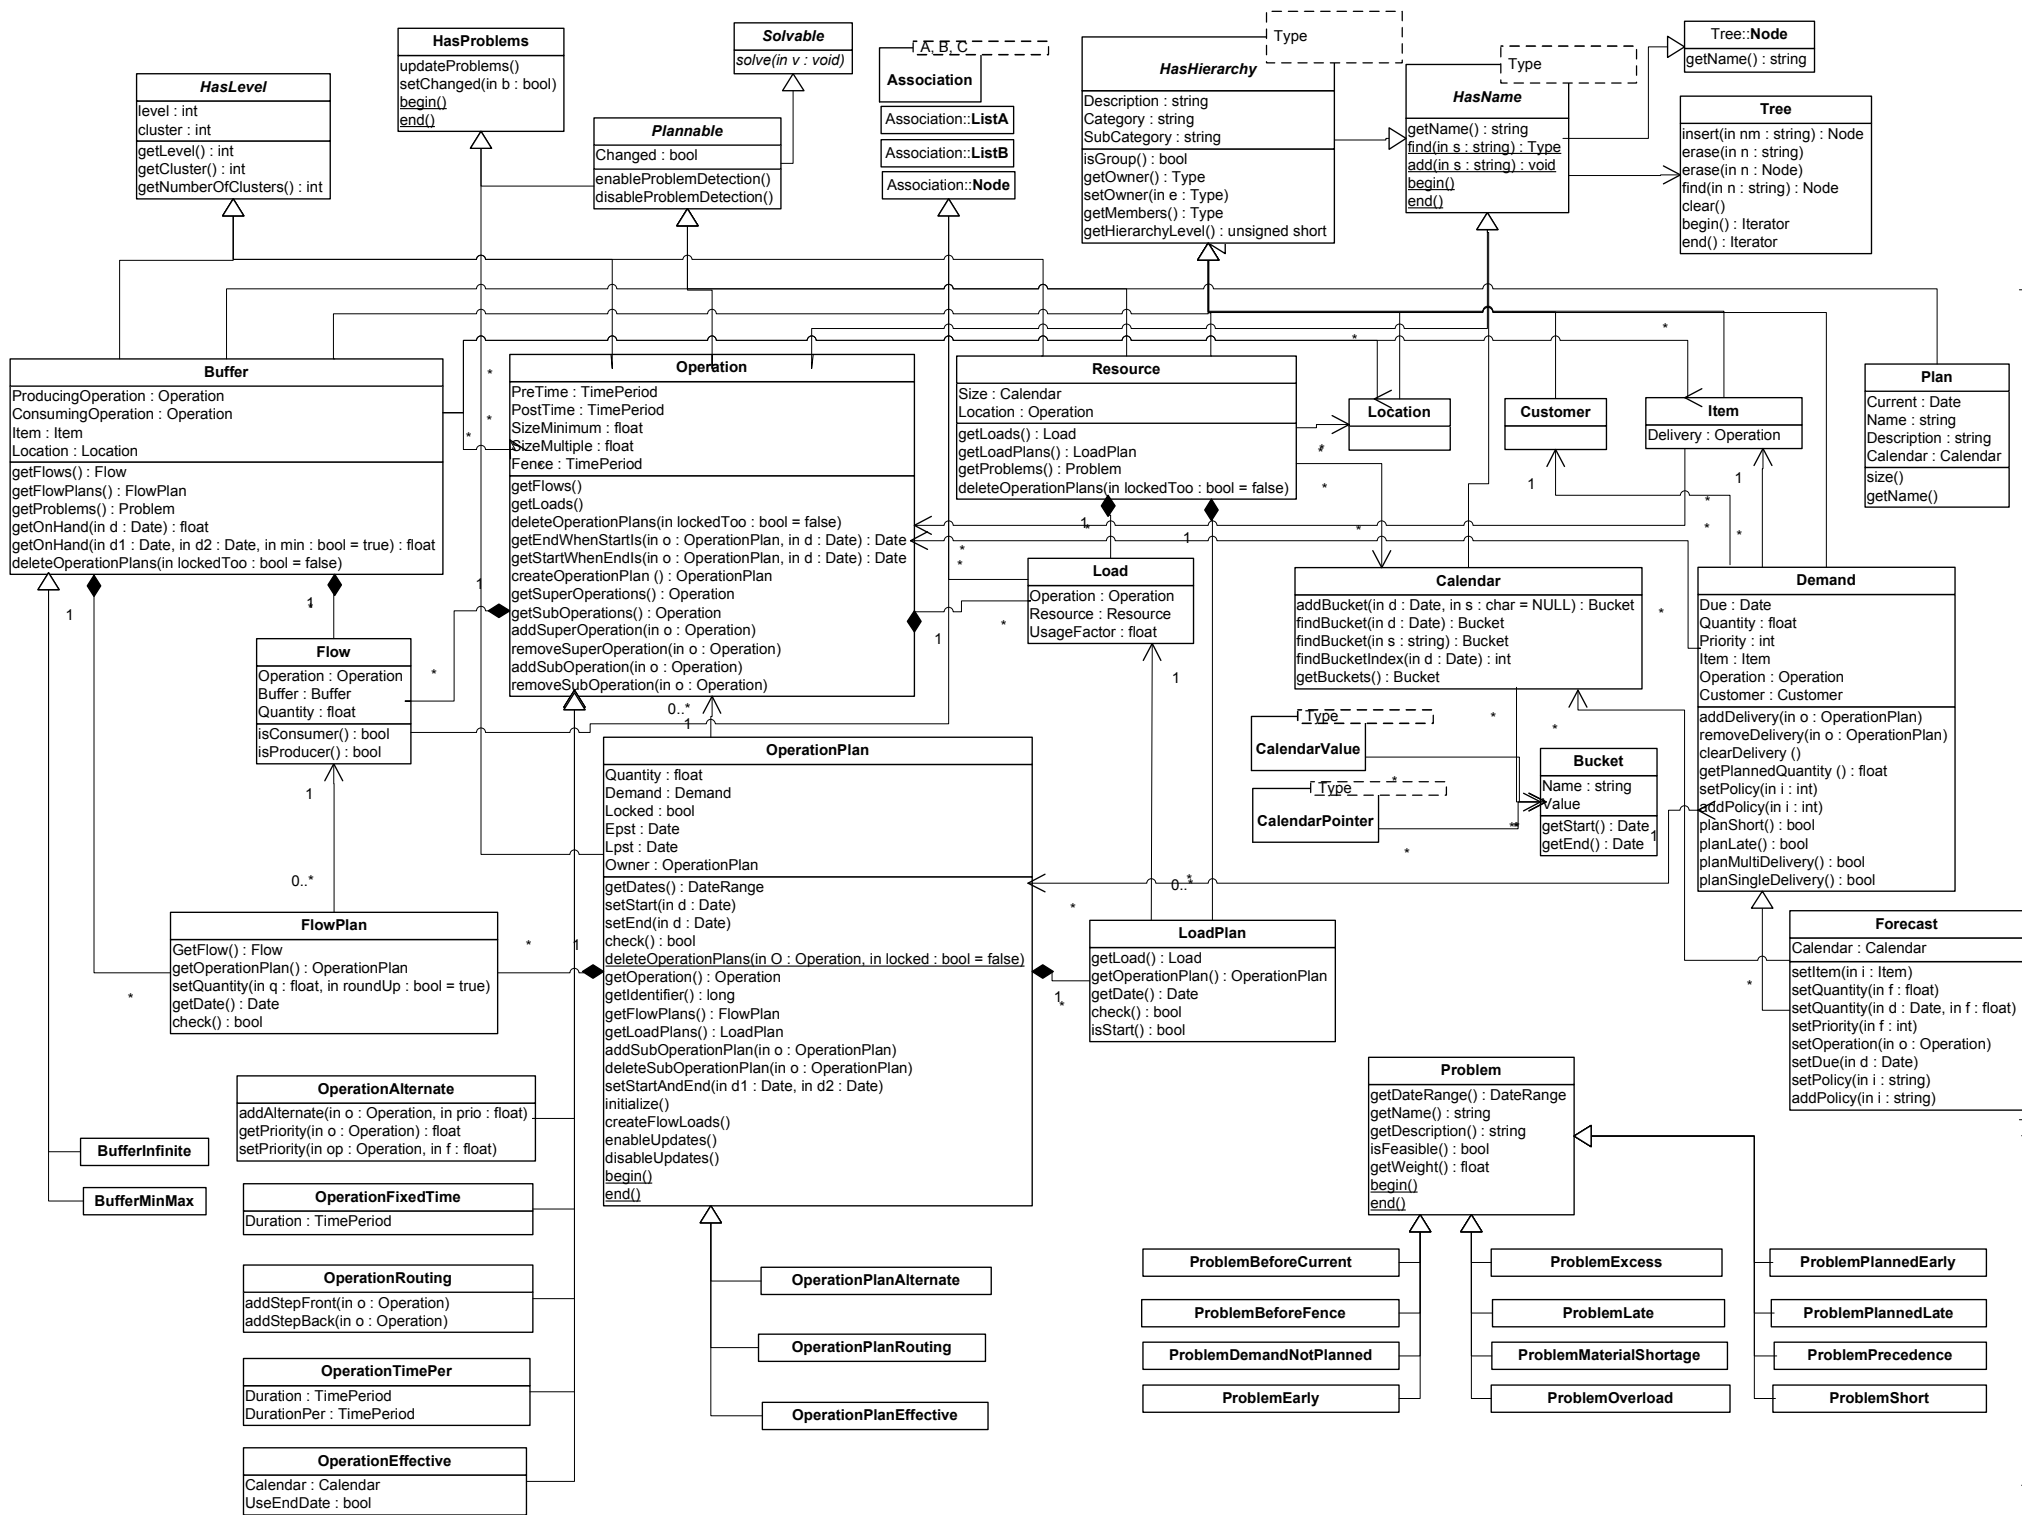 HasLevel
level : int
cluster : int
getLevel() : int
getCluster() : int
getNumberOfClusters() : int
HasProblems
updateProblems()
setChanged(in b : bool)
begin()
end()
Solvable
solve(in v : void)
Plannable
Changed : bool
enableProblemDetection()
disableProblemDetection()
A, B, C
Association
Association::ListA
Association::ListB
Association::Node
Type
HasHierarchy
Description : string
Category : string
SubCategory : string
isGroup() : bool
getOwner() : Type
setOwner(in e : Type)
getMembers() : Type
getHierarchyLevel() : unsigned short
Type
HasName
getName() : string
find(in s : string) : Type
add(in s : string) : void
begin()
end()
Tree::Node
getName() : string
Tree
insert(in nm : string) : Node
erase(in n : string)
erase(in n : Node)
find(in n : string) : Node
clear()
begin() : Iterator
end() : Iterator
Buffer
ProducingOperation : Operation
ConsumingOperation : Operation
Item : Item
Location : Location
getFlows() : Flow
getFlowPlans() : FlowPlan
getProblems() : Problem
getOnHand(in d : Date) : float
getOnHand(in d1 : Date, in d2 : Date, in min : bool = true) : float
deleteOperationPlans(in lockedToo : bool = false)
Operation
PreTime : TimePeriod
PostTime : TimePeriod
SizeMinimum : float
SizeMultiple : float
Fence : TimePeriod
getFlows()
getLoads()
deleteOperationPlans(in lockedToo : bool = false)
getEndWhenStartIs(in o : OperationPlan, in d : Date) : Date
getStartWhenEndIs(in o : OperationPlan, in d : Date) : Date
createOperationPlan () : OperationPlan
getSuperOperations() : Operation
getSubOperations() : Operation
addSuperOperation(in o : Operation)
removeSuperOperation(in o : Operation)
addSubOperation(in o : Operation)
removeSubOperation(in o : Operation)
Resource
Size : Calendar
Location : Operation
getLoads() : Load
getLoadPlans() : LoadPlan
getProblems() : Problem
deleteOperationPlans(in lockedToo : bool = false)
Location
Customer
Item
Delivery : Operation
Plan
Current : Date
Name : string
Description : string
Calendar : Calendar
size()
getName()
Flow
Operation : Operation
Buffer : Buffer
Quantity : float
isConsumer() : bool
isProducer() : bool
Load
Operation : Operation
Resource : Resource
UsageFactor : float
Calendar
addBucket(in d : Date, in s : char = NULL) : Bucket
findBucket(in d : Date) : Bucket
findBucket(in s : string) : Bucket
findBucketIndex(in d : Date) : int
getBuckets() : Bucket
Demand
Due : Date
Quantity : float
Priority : int
Item : Item
Operation : Operation
Customer : Customer
addDelivery(in o : OperationPlan)
removeDelivery(in o : OperationPlan)
clearDelivery ()
getPlannedQuantity () : float
setPolicy(in i : int)
addPolicy(in i : int)
planShort() : bool
planLate() : bool
planMultiDelivery() : bool
planSingleDelivery() : bool
Type
CalendarValue
Type
CalendarPointer
Bucket
Name : string
Value
getStart() : Date
getEnd() : Date
OperationPlan
Quantity : float
Demand : Demand
Locked : bool
Epst : Date
Lpst : Date
Owner : OperationPlan
getDates() : DateRange
setStart(in d : Date)
setEnd(in d : Date)
check() : bool
deleteOperationPlans(in O : Operation, in locked : bool = false)
getOperation() : Operation
getIdentifier() : long
getFlowPlans() : FlowPlan
getLoadPlans() : LoadPlan
addSubOperationPlan(in o : OperationPlan)
deleteSubOperationPlan(in o : OperationPlan)
setStartAndEnd(in d1 : Date, in d2 : Date)
initialize()
createFlowLoads()
enableUpdates()
disableUpdates()
begin()
end()
FlowPlan
GetFlow() : Flow
getOperationPlan() : OperationPlan
setQuantity(in q : float, in roundUp : bool = true)
getDate() : Date
check() : bool
LoadPlan
getLoad() : Load
getOperationPlan() : OperationPlan
getDate() : Date
check() : bool
isStart() : bool
Forecast
Calendar : Calendar
setItem(in i : Item)
setQuantity(in f : float)
setQuantity(in d : Date, in f : float)
setPriority(in f : int)
setOperation(in o : Operation)
setDue(in d : Date)
setPolicy(in i : string)
addPolicy(in i : string)
OperationAlternate
addAlternate(in o : Operation, in prio : float)
getPriority(in o : Operation) : float
setPriority(in op : Operation, in f : float)
BufferInfinite
BufferMinMax
OperationFixedTime
Duration : TimePeriod
OperationRouting
addStepFront(in o : Operation)
addStepBack(in o : Operation)
OperationTimePer
Duration : TimePeriod
DurationPer : TimePeriod
OperationEffective
Calendar : Calendar
UseEndDate : bool
OperationPlanAlternate
OperationPlanRouting
OperationPlanEffective
Problem
getDateRange() : DateRange
getName() : string
getDescription() : string
isFeasible() : bool
getWeight() : float
begin()
end()
ProblemBeforeCurrent
ProblemBeforeFence
ProblemDemandNotPlanned
ProblemEarly
ProblemExcess
ProblemLate
ProblemMaterialShortage
ProblemOverload
ProblemPlannedEarly
ProblemPlannedLate
ProblemPrecedence
ProblemShort
1
1
1
1
0..*
1
1
0..*
1
1
1
1
0..*
1
1
1
1
1